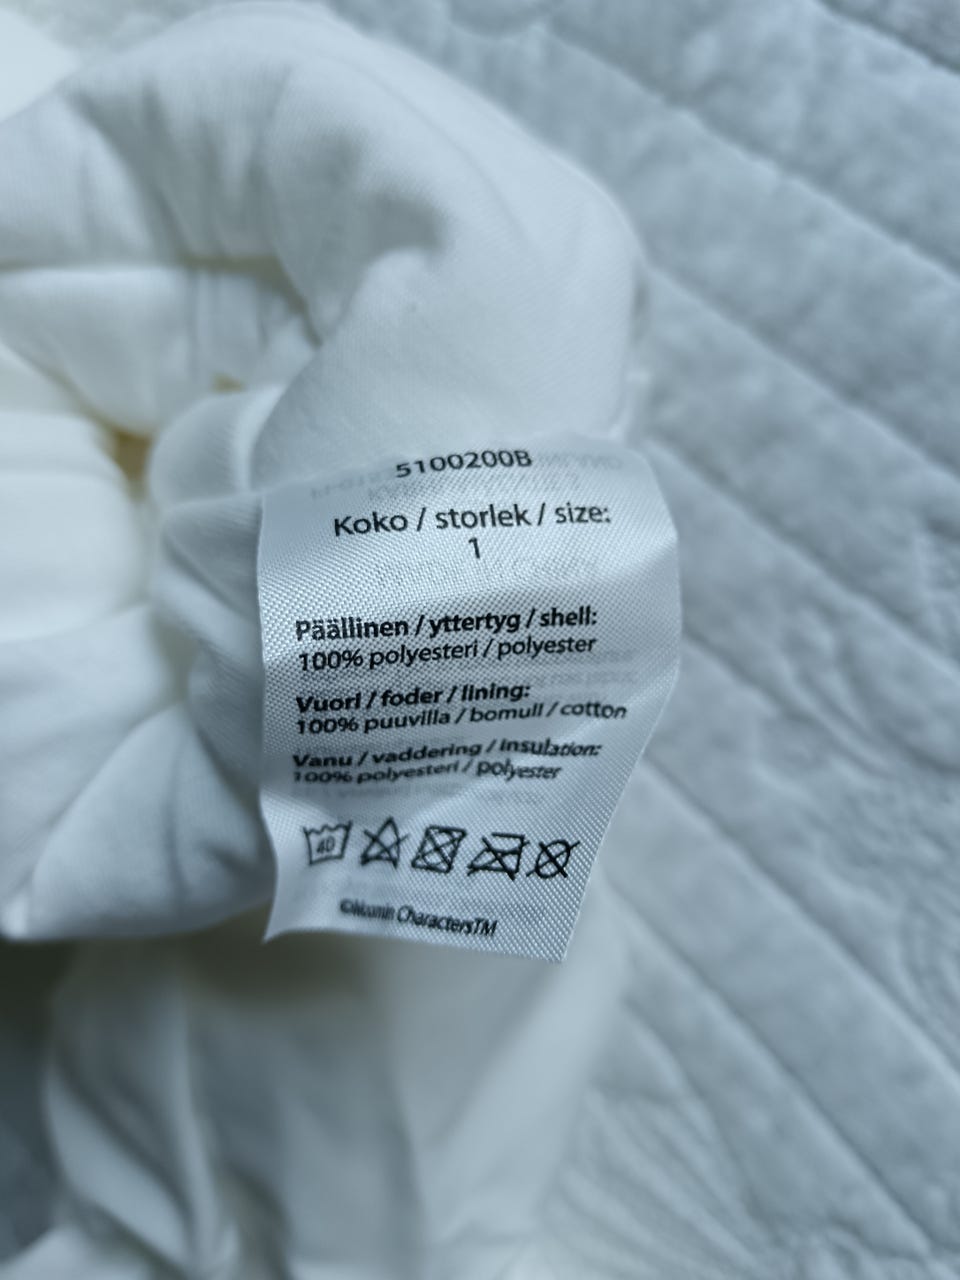 5100200B
Koko / storlek / size:
1
Päällinen / yttertyg / shell:
100% polyesteri / polyester
Vuori / foder / lining:
100% puuvilla / bomull / cotton
Vanu / vaddering / insulation:
100% polyesteri / polyester
40
©Moomin CharactersTM